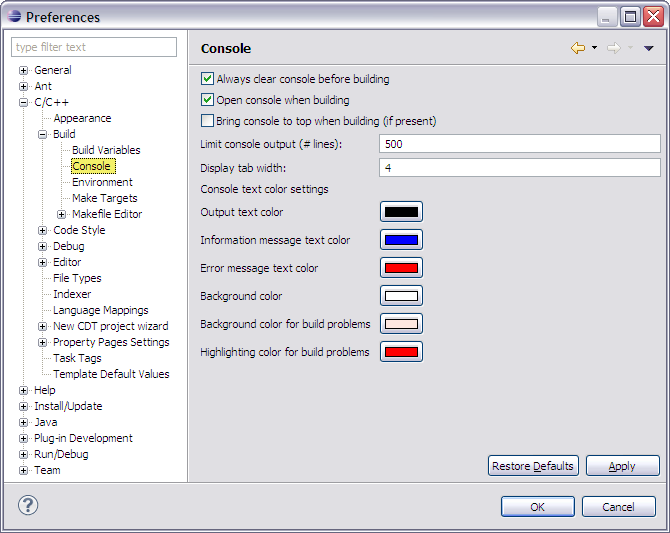 Preferences
type filter text
General
Ant
C/C++
Appearance
Build
Build Variables
Console
Environment
Make Targets
Makefile Editor
Code Style
Debug
Editor
File Types
Indexer
Language Mappings
New CDT project wizard
Property Pages Settings
Task Tags
Template Default Values
Help
Install/Update
Java
Plug-in Development
Run/Debug
Team
Console
Always clear console before building
Open console when building
Bring console to top when building (if present)
Limit console output (# lines): 500
Display tab width: 4
Console text color settings
Output text color
Information message text color
Error message text color
Background color
Background color for build problems
Highlighting color for build problems
Restore Defaults Apply
? OK Cancel